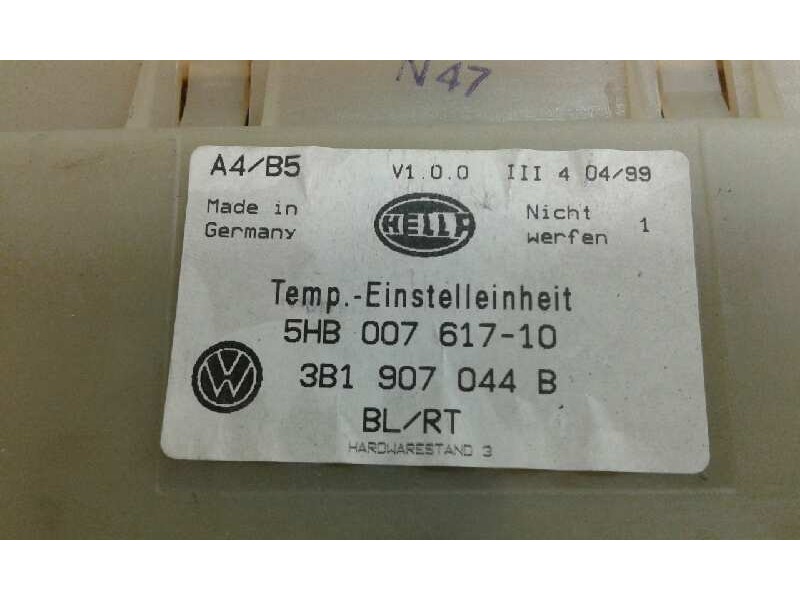 N47
A4/B5 V1.0.0 III 4 04/99
Made in Germany
HELLA
Nicht werfen 1
Temp.-Einstelleinheit
5HB 007 617-10
VW
3B1 907 044 B
BL/RT
HARDWARESTAND 3